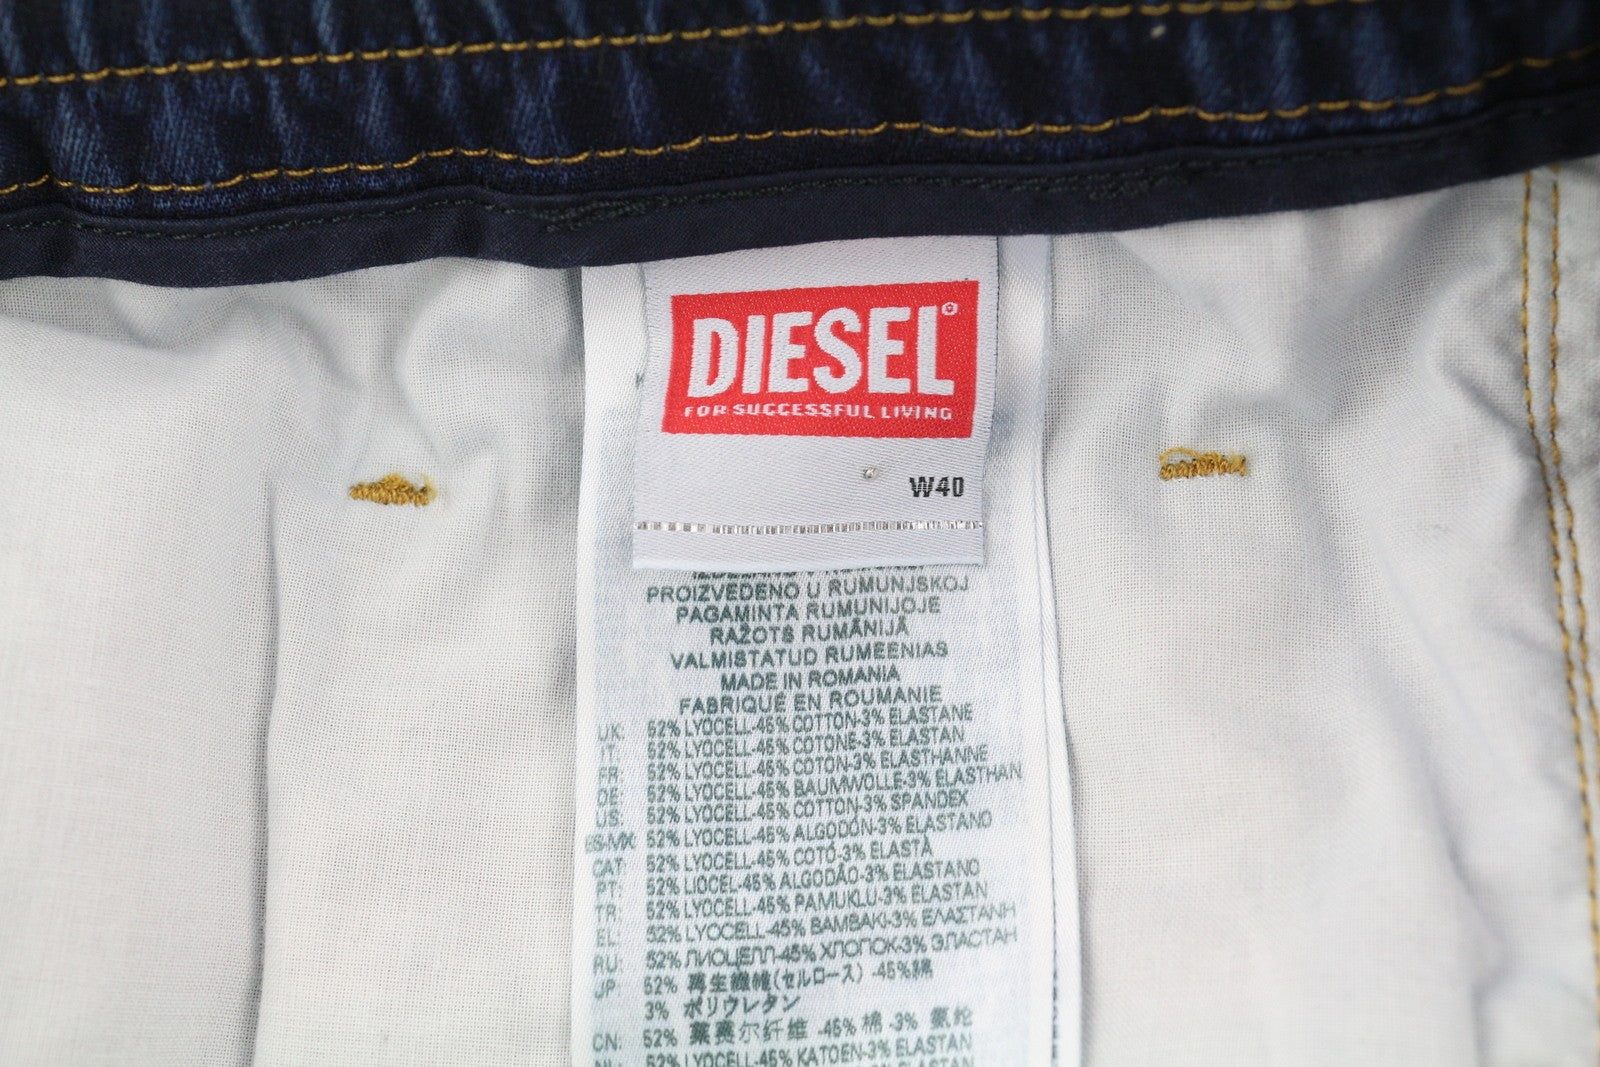 DIESEL®
FOR SUCCESSFUL LIVING
W40
PROIZVEDENO U RUMUNJSKOJ
PAGAMINTA RUMUNIJOJE
RAŽOTS RUMĀNIJĀ
VALMISTATUD RUMEENIAS
MADE IN ROMANIA
FABRIQUÉ EN ROUMANIE
UK: 52% LYOCELL-45% COTTON-3% ELASTANE
IT: 52% LYOCELL-45% COTONE-3% ELASTAN
FR: 52% LYOCELL-45% COTON-3% ELASTHANNE
DE: 52% LYOCELL-45% BAUMWOLLE-3% ELASTHAN
US: 52% LYOCELL-45% COTTON-3% SPANDEX
ES-MX: 52% LYOCELL-45% ALGODÓN-3% ELASTANO
CAT: 52% LYOCELL-45% COTÓ-3% ELASTÀ
PT: 52% LIOCEL-45% ALGODÃO-3% ELASTANO
TR: 52% LYOCELL-45% PAMUKLU-3% ELASTAN
EL: 52% LYOCELL-45% ΒΑΜΒΑΚΙ-3% ΕΛΑΣΤΑΝΗ
RU: 52% ЛИОЦЕЛЛ-45% ХЛОПОК-3% ЭЛАСТАН
JP: 52% 再生繊維(セルロース) -45%綿
3% ポリウレタン
CN: 52% 莱赛尔纤维 -45% 棉 -3% 氨纶
NL: 52% LYOCELL-45% KATOEN-3% ELASTAN